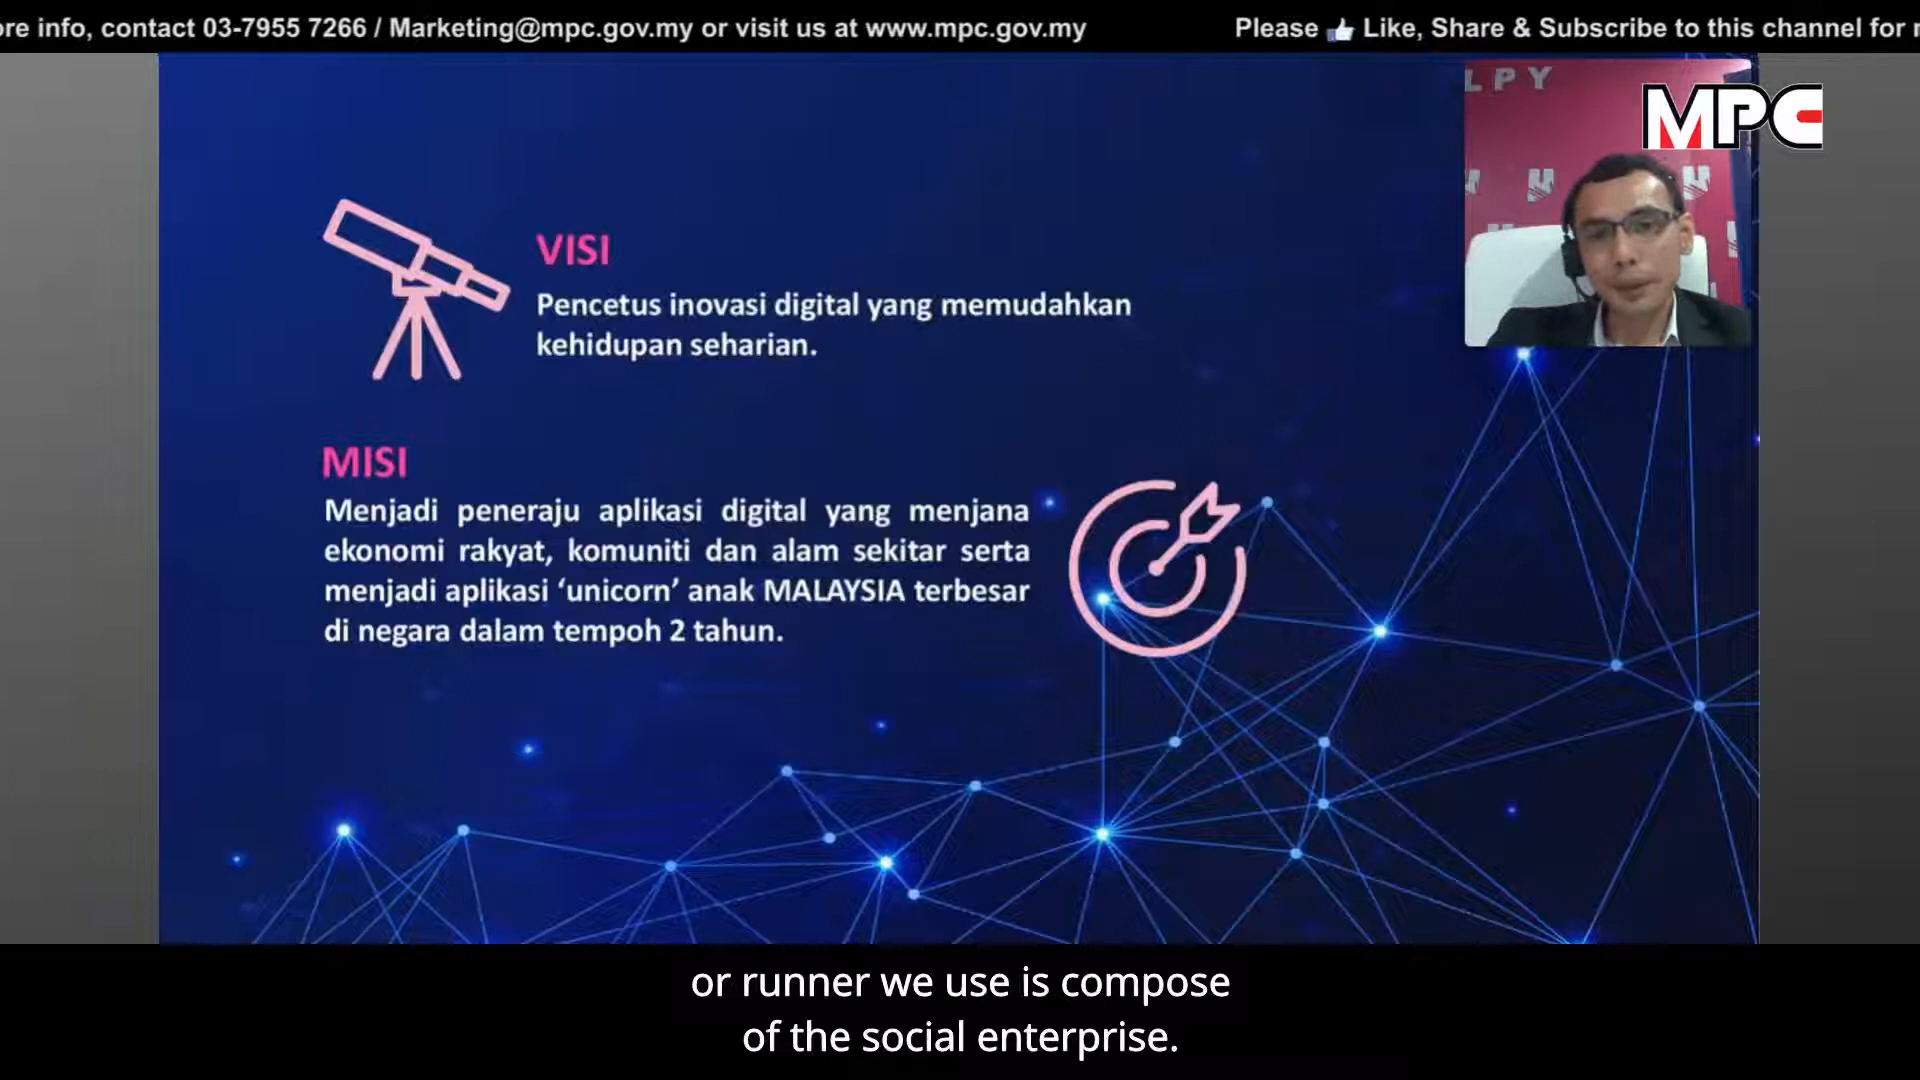 ore info, contact 03-7955 7266 / Marketing@mpc.gov.my or visit us at www.mpc.gov.my Please 👍 Like, Share & Subscribe to this channel for
LPY
MPC
VISI
Pencetus inovasi digital yang memudahkan
kehidupan seharian.
MISI
Menjadi peneraju aplikasi digital yang menjana
ekonomi rakyat, komuniti dan alam sekitar serta
menjadi aplikasi ‘unicorn’ anak MALAYSIA terbesar
di negara dalam tempoh 2 tahun.
or runner we use is compose
of the social enterprise.